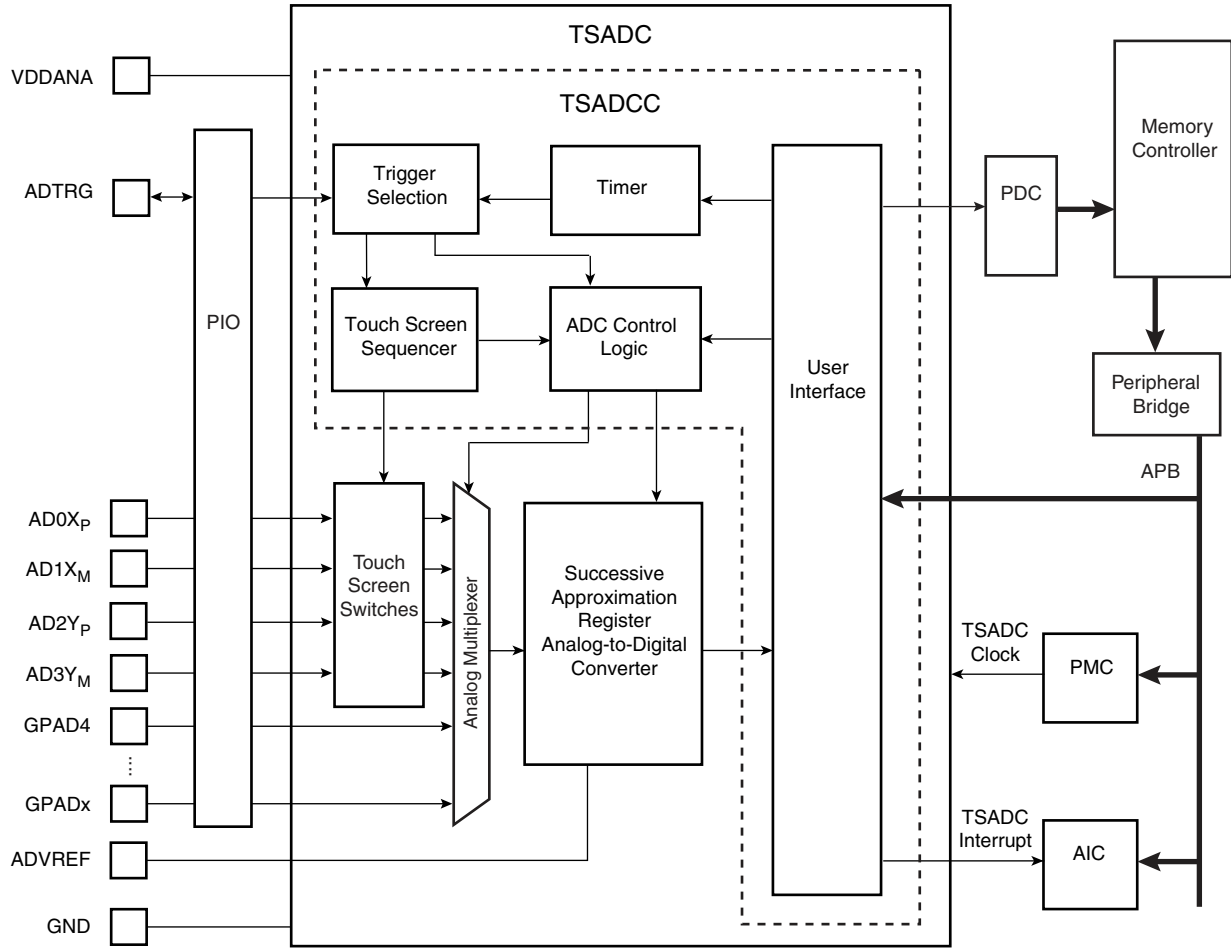 TSADC
VDDANA
TSADCC
Memory
Controller
ADTRG
Trigger
Selection
Timer
PDC
PIO
Touch Screen
Sequencer
ADC Control
Logic
User
Interface
Peripheral
Bridge
APB
AD0XP
AD1XM
AD2YP
AD3YM
GPAD4
.....
GPADx
ADVREF
GND
Touch
Screen
Switches
Analog Multiplexer
Successive
Approximation
Register
Analog-to-Digital
Converter
TSADC
Clock
PMC
TSADC
Interrupt
AIC